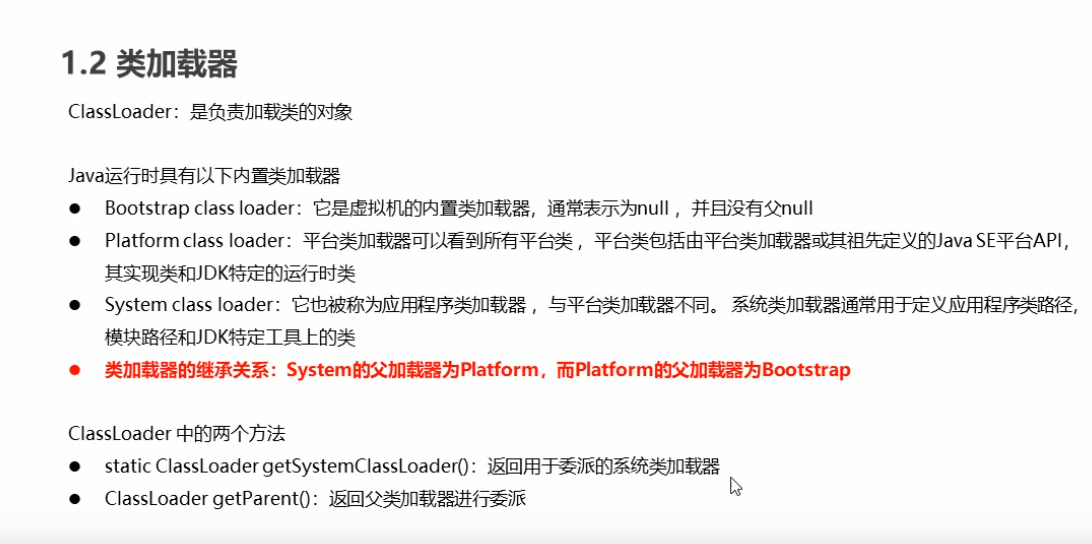 1.2 类加载器
ClassLoader：是负责加载类的对象
Java运行时具有以下内置类加载器
● Bootstrap class loader：它是虚拟机的内置类加载器，通常表示为null ，并且没有父null
● Platform class loader：平台类加载器可以看到所有平台类 ，平台类包括由平台类加载器或其祖先定义的Java SE平台API，
其实现类和JDK特定的运行时类
● System class loader：它也被称为应用程序类加载器 ，与平台类加载器不同。 系统类加载器通常用于定义应用程序类路径，
模块路径和JDK特定工具上的类
● 类加载器的继承关系：System的父加载器为Platform，而Platform的父加载器为Bootstrap
ClassLoader 中的两个方法
● static ClassLoader getSystemClassLoader()：返回用于委派的系统类加载器
● ClassLoader getParent()：返回父类加载器进行委派